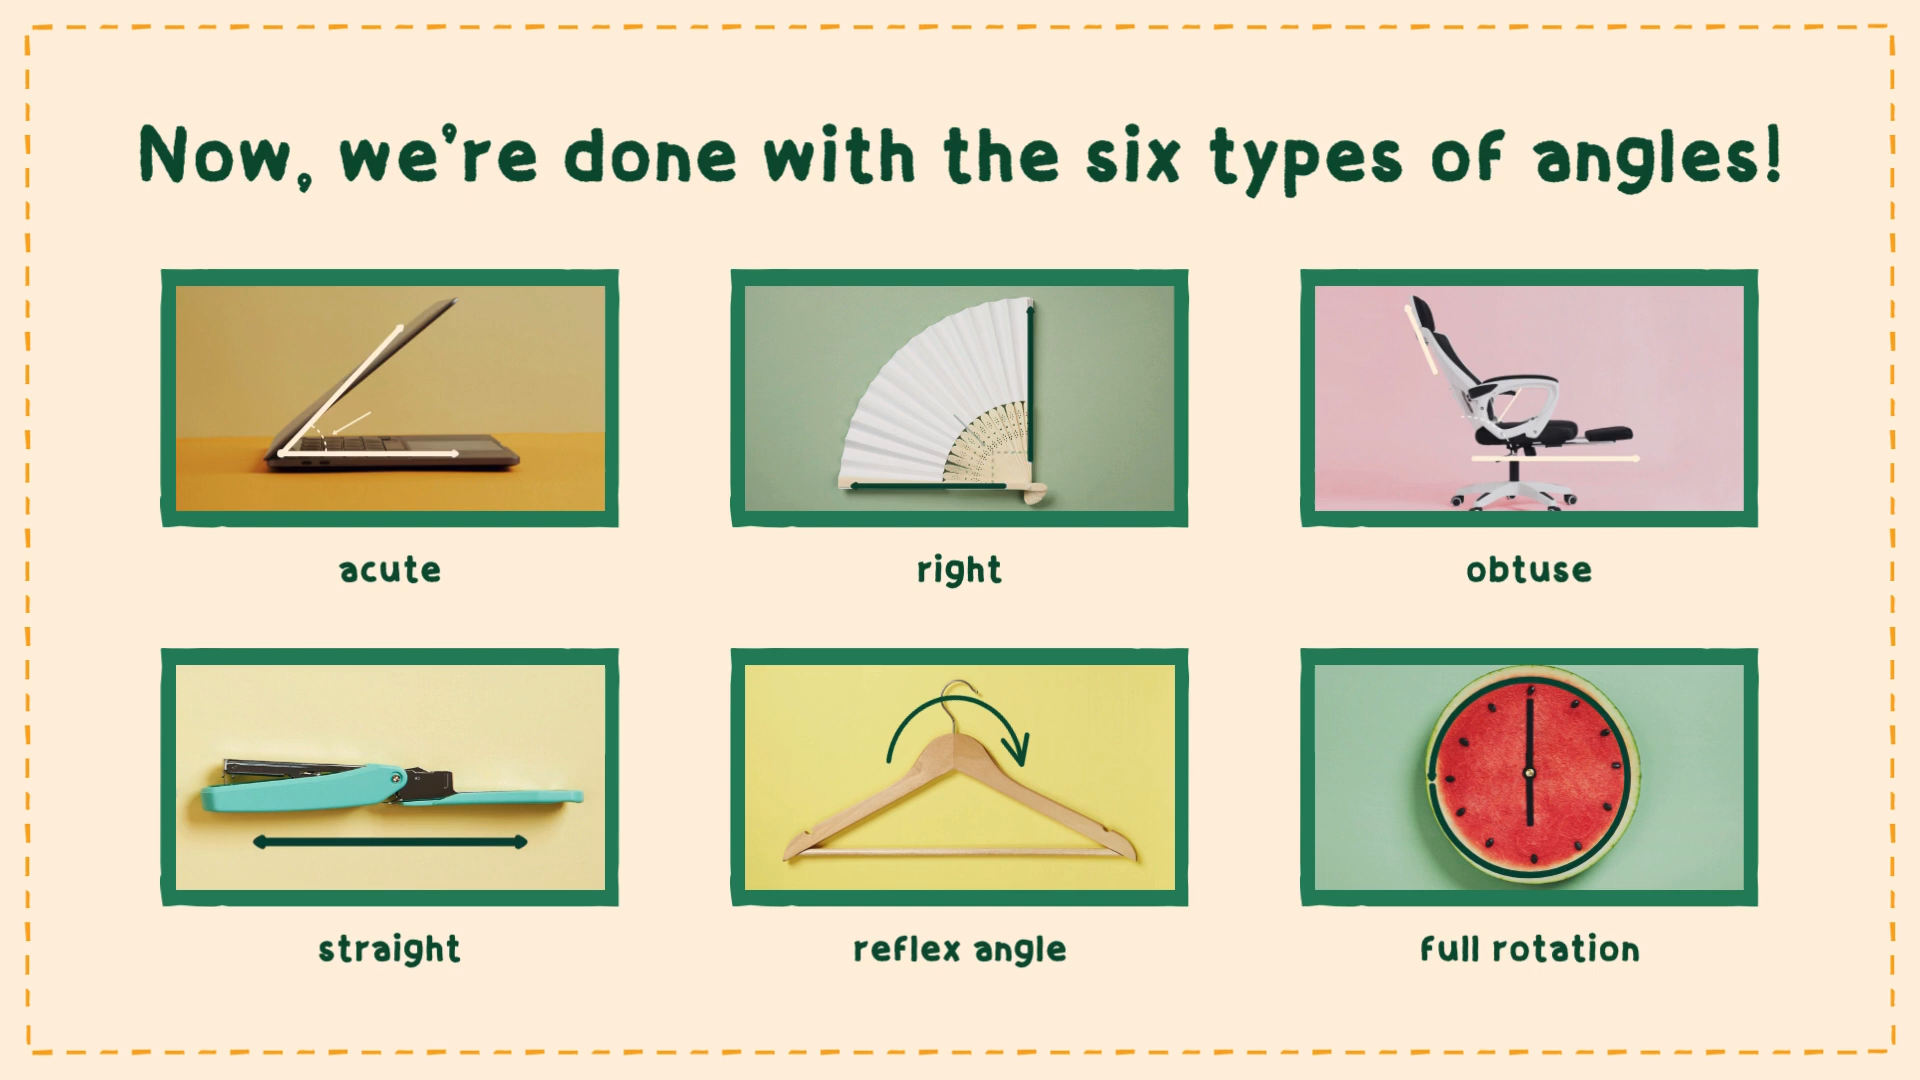 Now, we're done with the six types of angles!
acute
right
obtuse
straight
reflex angle
full rotation